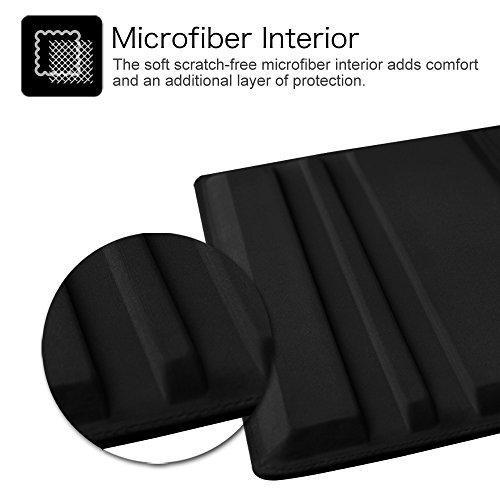 Microfiber Interior
The soft scratch-free microfiber interior adds comfort
and an additional layer of protection.